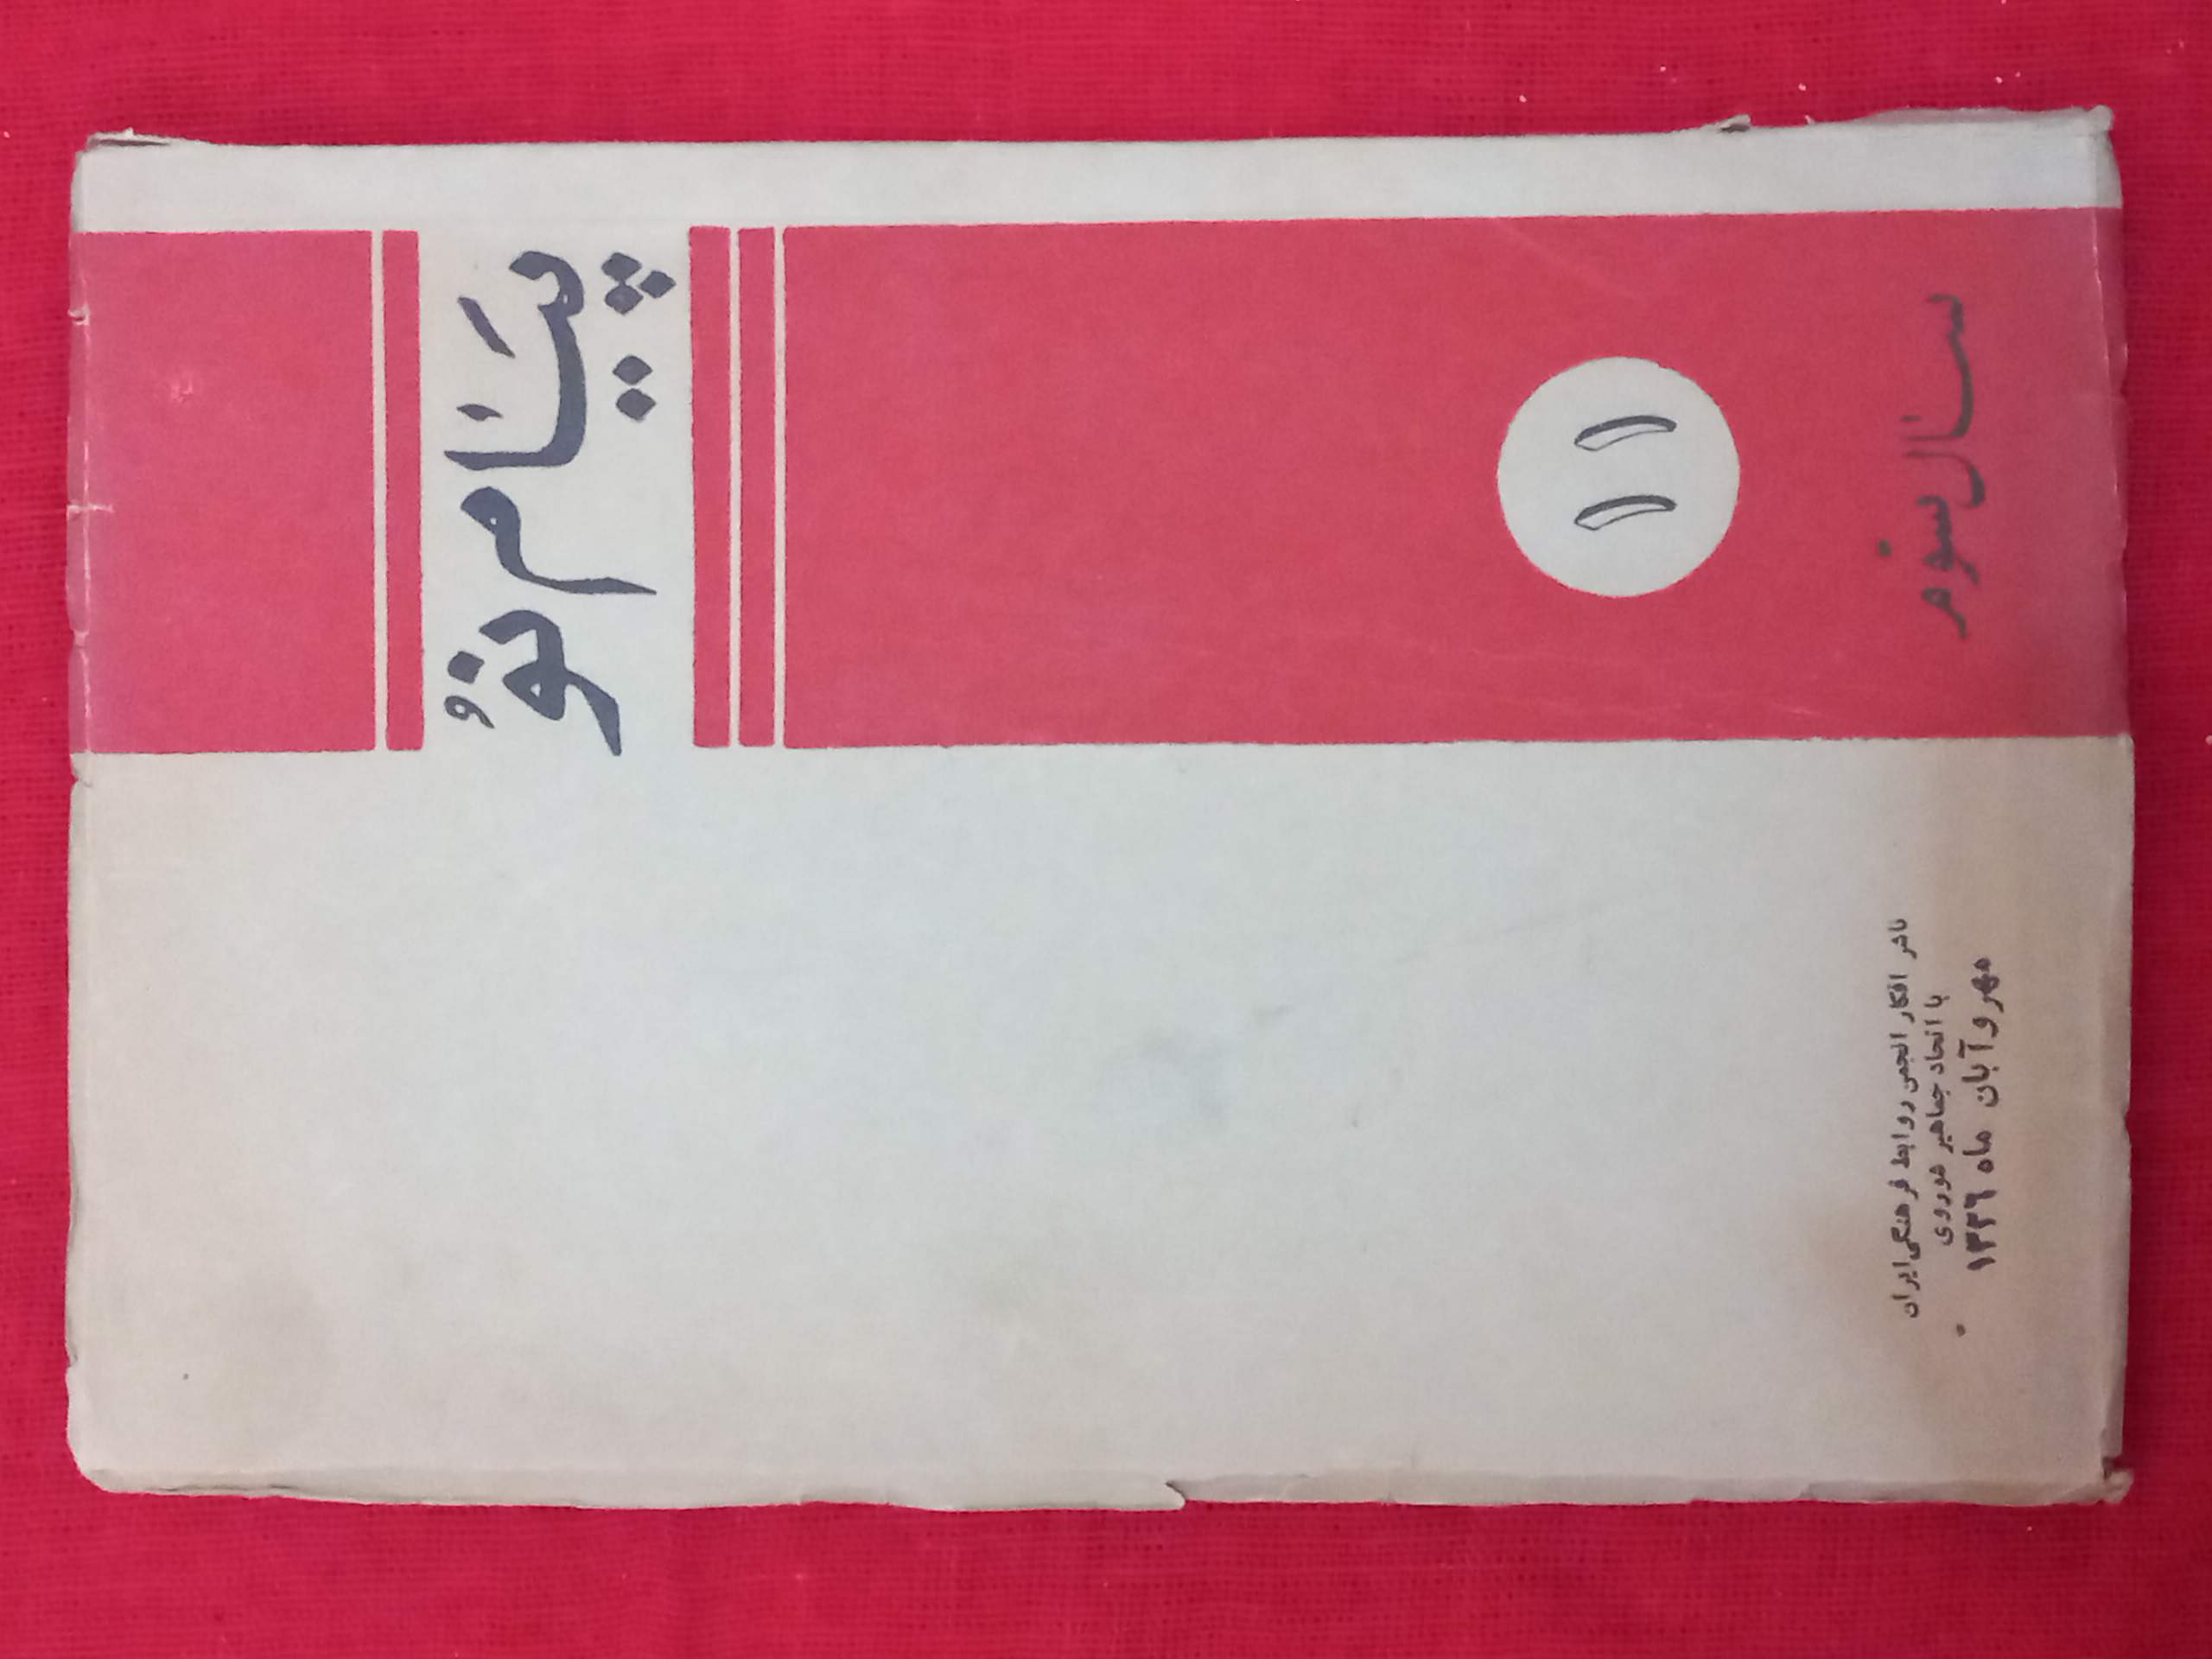 پیام نو
۱۱
سال سوم
ناشر افکار انجمن روابط فرهنگی ایران
با اتحاد جماهیر شوروی
مهر و آبان ماه ۱۳۲۶